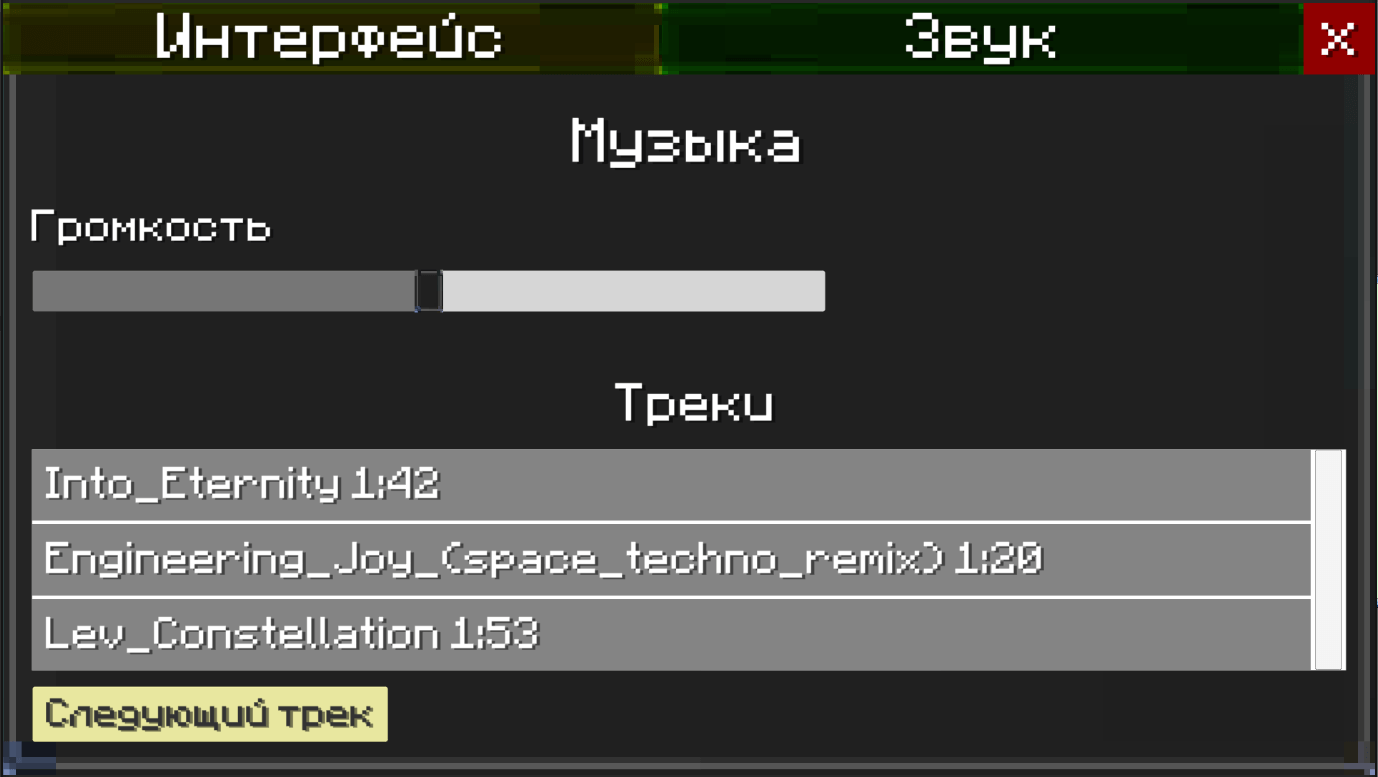 Интерфейс Звук X
Музыка
Громкость
Треки
Into_Eternity 1:42
Engineering_Joy_(space_techno_remix) 1:20
Lev_Constellation 1:53
Следующий трек